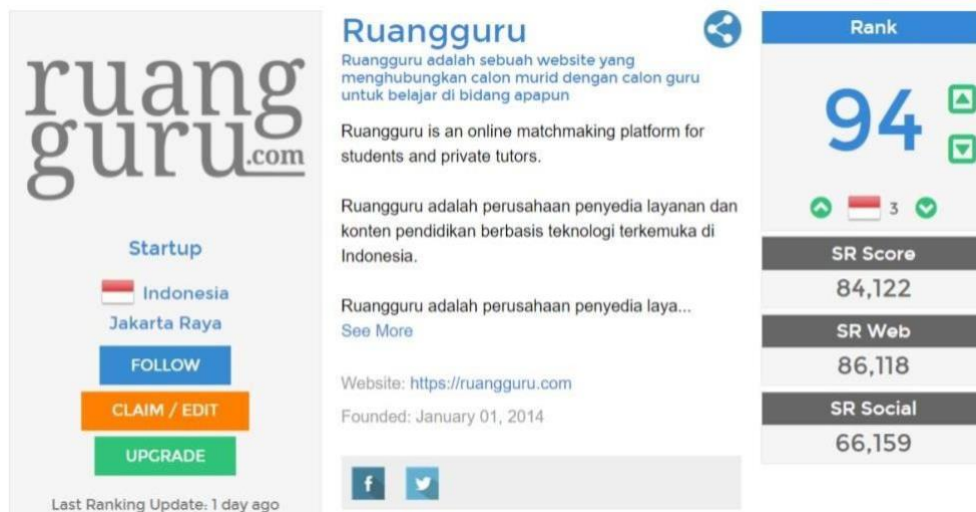 ruang
guru.com
Startup
Indonesia
Jakarta Raya
FOLLOW
CLAIM / EDIT
UPGRADE
Last Ranking Update: 1 day ago
Ruangguru
Ruangguru adalah sebuah website yang
menghubungkan calon murid dengan calon guru
untuk belajar di bidang apapun
Ruangguru is an online matchmaking platform for
students and private tutors.
Ruangguru adalah perusahaan penyedia layanan dan
konten pendidikan berbasis teknologi terkemuka di
Indonesia.
Ruangguru adalah perusahaan penyedia laya...
See More
Website: https://ruangguru.com
Founded: January 01, 2014
f
Rank
94
3
SR Score
84,122
SR Web
86,118
SR Social
66,159